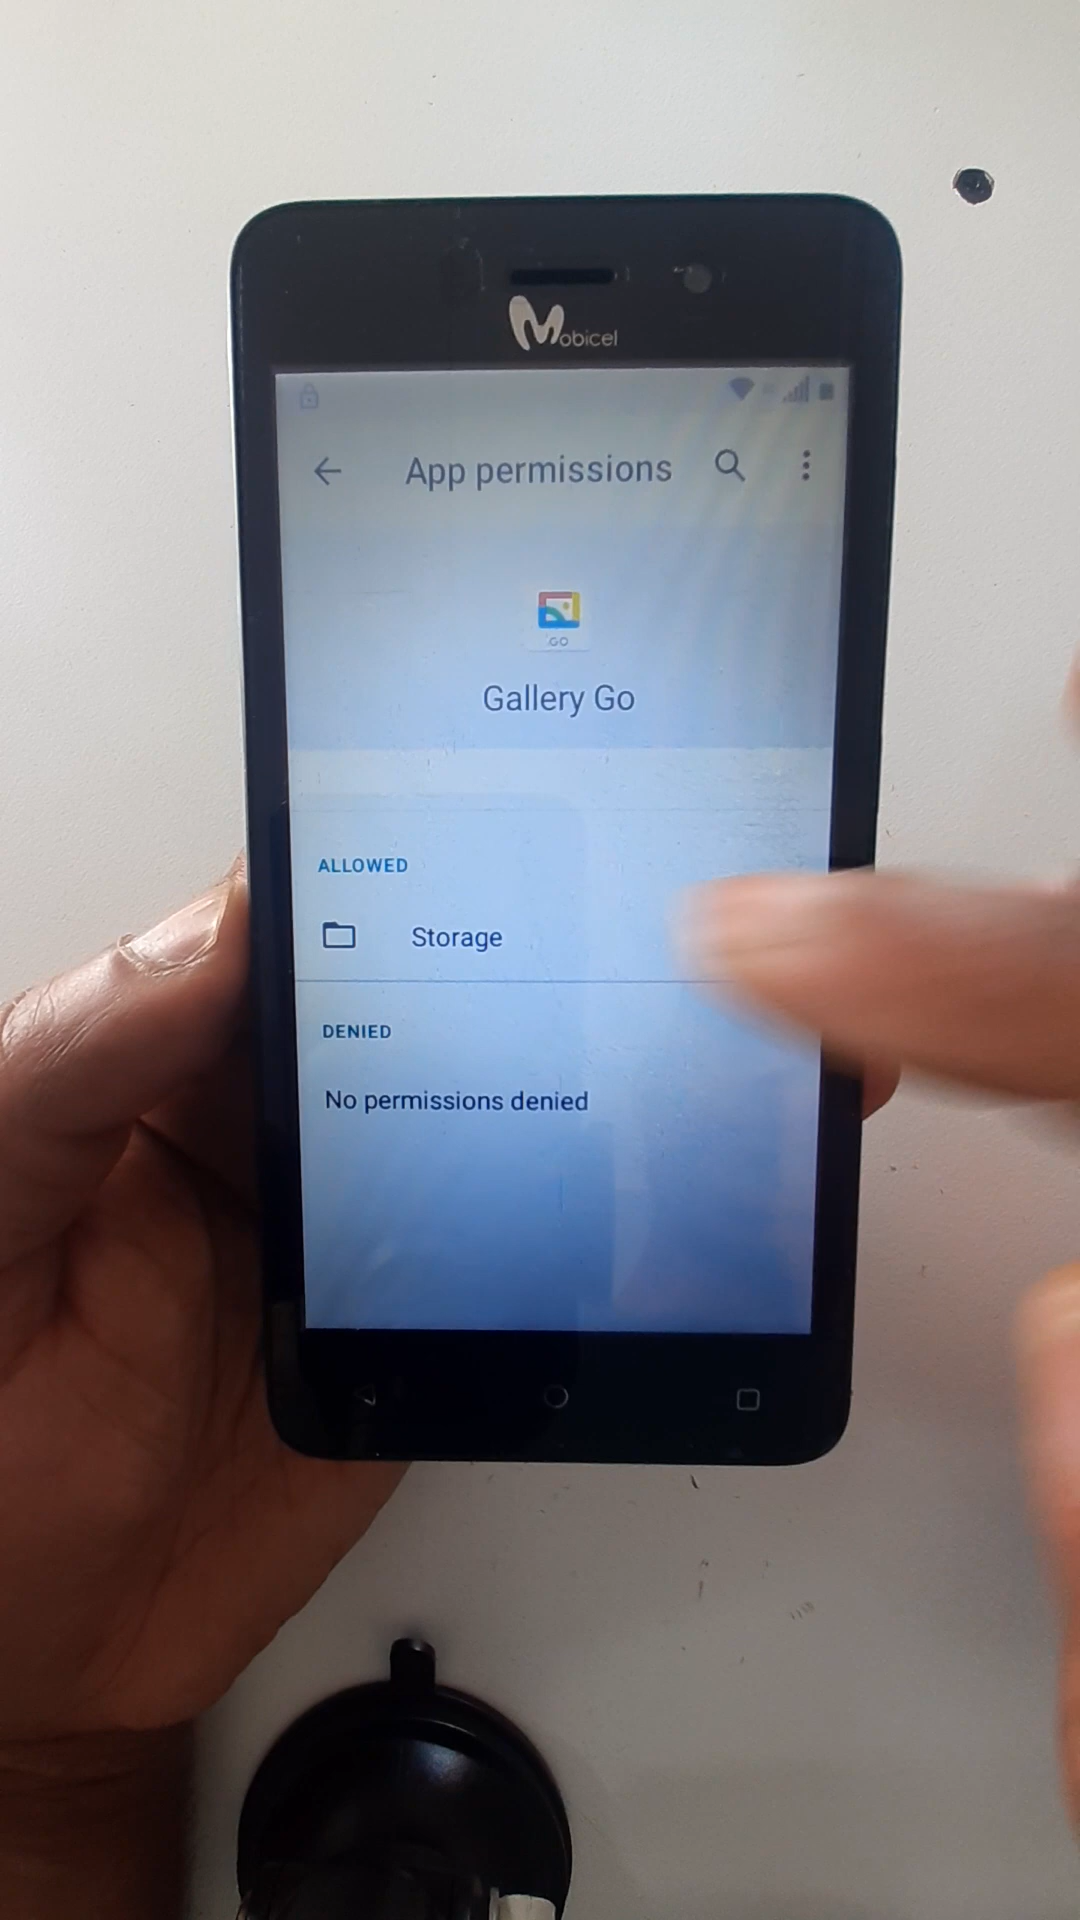 Mobicel
App permissions
GO
Gallery Go
ALLOWED
Storage
DENIED
No permissions denied